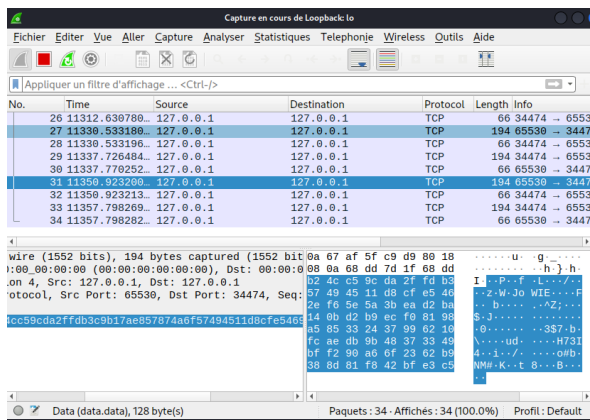 Capture en cours de Loopback: lo
Fichier Editer Vue Aller Capture Analyser Statistiques Telephonie Wireless Outils Aide
Appliquer un filtre d'affichage … <Ctrl-/>
No. Time Source Destination Protocol Length Info
26 11312.630780… 127.0.0.1 127.0.0.1 TCP 66 34474 → 6553
27 11330.533180… 127.0.0.1 127.0.0.1 TCP 194 65530 → 3447
28 11330.533196… 127.0.0.1 127.0.0.1 TCP 66 34474 → 6553
29 11337.726484… 127.0.0.1 127.0.0.1 TCP 194 34474 → 6553
30 11337.770252… 127.0.0.1 127.0.0.1 TCP 66 65530 → 3447
31 11350.923200… 127.0.0.1 127.0.0.1 TCP 194 65530 → 3447
32 11350.923213… 127.0.0.1 127.0.0.1 TCP 66 34474 → 6553
33 11357.798269… 127.0.0.1 127.0.0.1 TCP 194 34474 → 6553
34 11357.798282… 127.0.0.1 127.0.0.1 TCP 66 65530 → 3447
wire (1552 bits), 194 bytes captured (1552 bit
):00_00:00:00 (00:00:00:00:00:00), Dst: 00:00:0
on 4, Src: 127.0.0.1, Dst: 127.0.0.1
otocol, Src Port: 65530, Dst Port: 34474, Seq:
4cc59cda2ffdb3c9b17ae857874a6f57494511d8cfe5469
0a 67 af 5f c9 d9 80 18 ······u· ·g·_····
08 0a 68 dd 7d 1f 68 dd ········ ··h·}·h·
b2 4c c5 9c da 2f fd b3 I···P··f ·L···/··
57 49 45 11 d8 cf e5 46 ··z·W·Jo WIE····F
2e f6 5e 5a 3b ea d2 ba
14 0b d2 b9 ec f0 81 98
a5 85 33 24 37 99 62 10
fc ae db 9b 48 37 33 49
bf f2 90 a6 6f 23 62 b9
38 8d 81 f8 42 bf e3 c5
Data (data.data), 128 byte(s) Paquets : 34 · Affichés : 34 (100.0%) Profil : Default